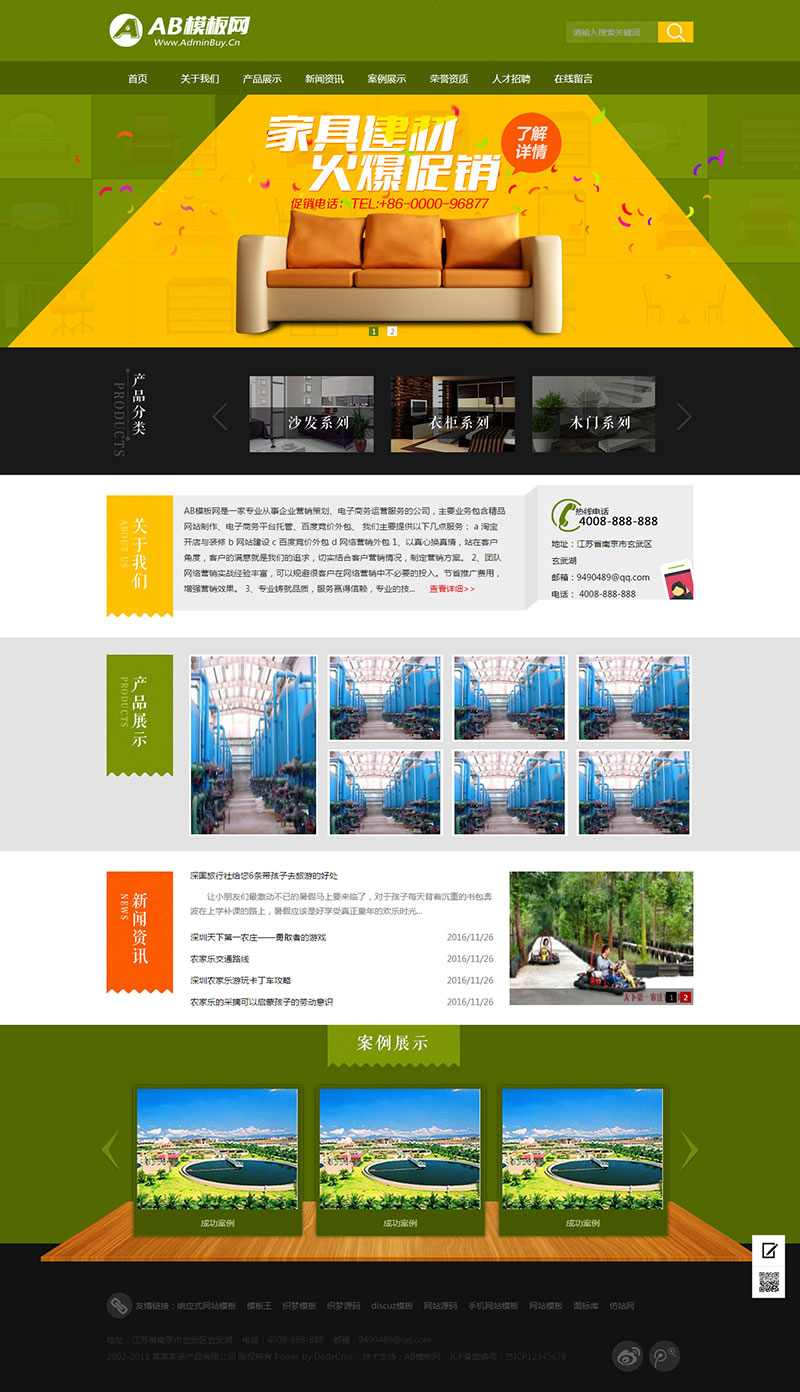 AB模板网
Www.AdminBuy.Cn
请输入搜索关键词
首页 关于我们 产品展示 新闻资讯 案例展示 荣誉资质 人才招聘 在线留言
家具建材
火爆促销
了解
详情
促销电话：TEL:+86-0000-96877
1 2
产品分类
PRODUCTS
沙发系列
衣柜系列
木门系列
关于我们
ABOUT US
AB模板网是一家专业从事企业营销策划、电子商务运营服务的公司，主要业务包含精品
网站制作、电子商务平台托管、百度竞价外包、 我们主要提供以下几点服务： a 淘宝
开店与装修 b 网站建设 c 百度竞价外包 d 网络营销外包 1、以真心换真情，站在客户
角度，客户的满意就是我们的追求，切实结合客户营销情况，制定营销方案。 2、团队
网络营销实战经验丰富，可以规避很客户在网络营销中不必要的投入。节省推广费用，
增强营销效果。 3、专业铸就品质，服务赢得信赖，专业的技... 查看详细>>
热线电话
4008-888-888
地址：江苏省南京市玄武区
玄武湖
邮箱：9490489@qq.com
电话： 4008-888-888
产品展示
PRODUCTS
新闻资讯
NEWS
深国旅行社给您6条带孩子去旅游的好处
让小朋友们最激动不已的暑假马上要来临了，对于孩子每天背着沉重的书包奔
波在上学补课的路上，暑假应该是好享受真正童年的欢乐时光...
深圳天下第一农庄——勇敢者的游戏 2016/11/26
农家乐交通路线 2016/11/26
深圳农家乐游玩卡丁车攻略 2016/11/26
农家乐的采摘可以启蒙孩子的劳动意识 2016/11/26
天下第一农庄
1 2
案例展示
成功案例
成功案例
成功案例
友情链接：响应式网站模板 模板王 织梦模板 织梦源码 discuz模板 网站源码 手机网站模板 网站模板 图标库 仿站网
地址：江苏省南京市玄武区玄武湖 电话：4008-888-888 邮箱：9490489@qq.com
2002-2011 某某家装产品有限公司 版权所有 Power by DedeCms 技术支持：AB模板网 ICP备案编号：苏ICP12345678